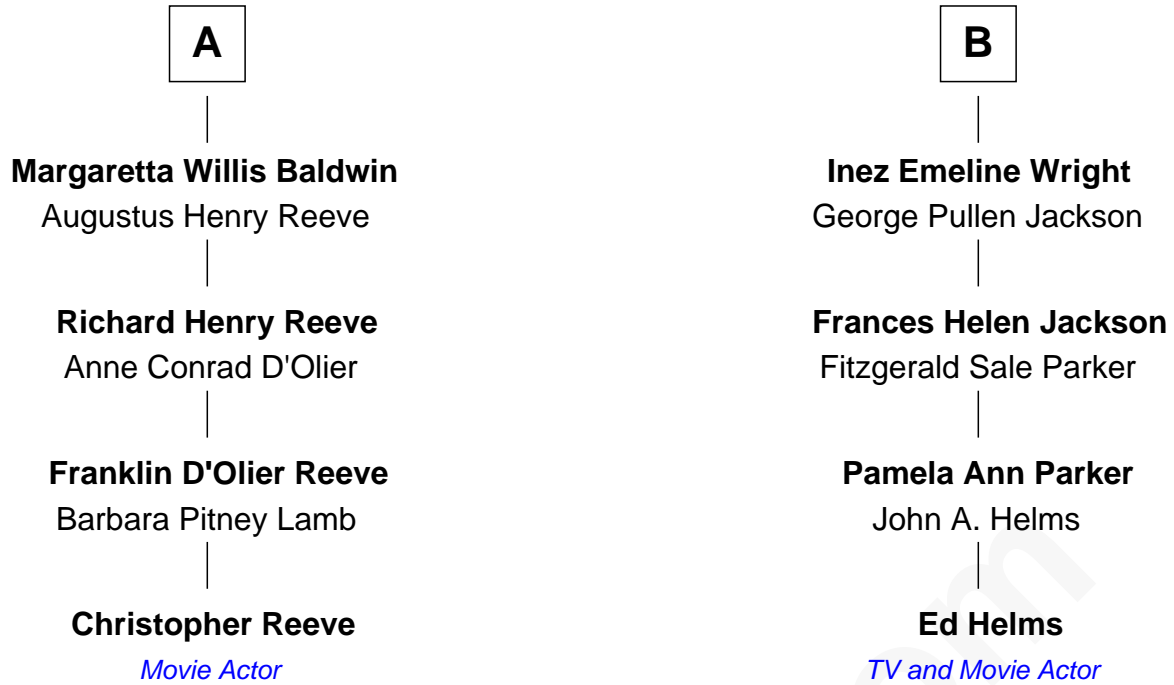 A
Margaretta Willis Baldwin
Augustus Henry Reeve
Richard Henry Reeve
Anne Conrad D'Olier
Franklin D'Olier Reeve
Barbara Pitney Lamb
Christopher Reeve
Movie Actor
B
Inez Emeline Wright
George Pullen Jackson
Frances Helen Jackson
Fitzgerald Sale Parker
Pamela Ann Parker
John A. Helms
Ed Helms
TV and Movie Actor